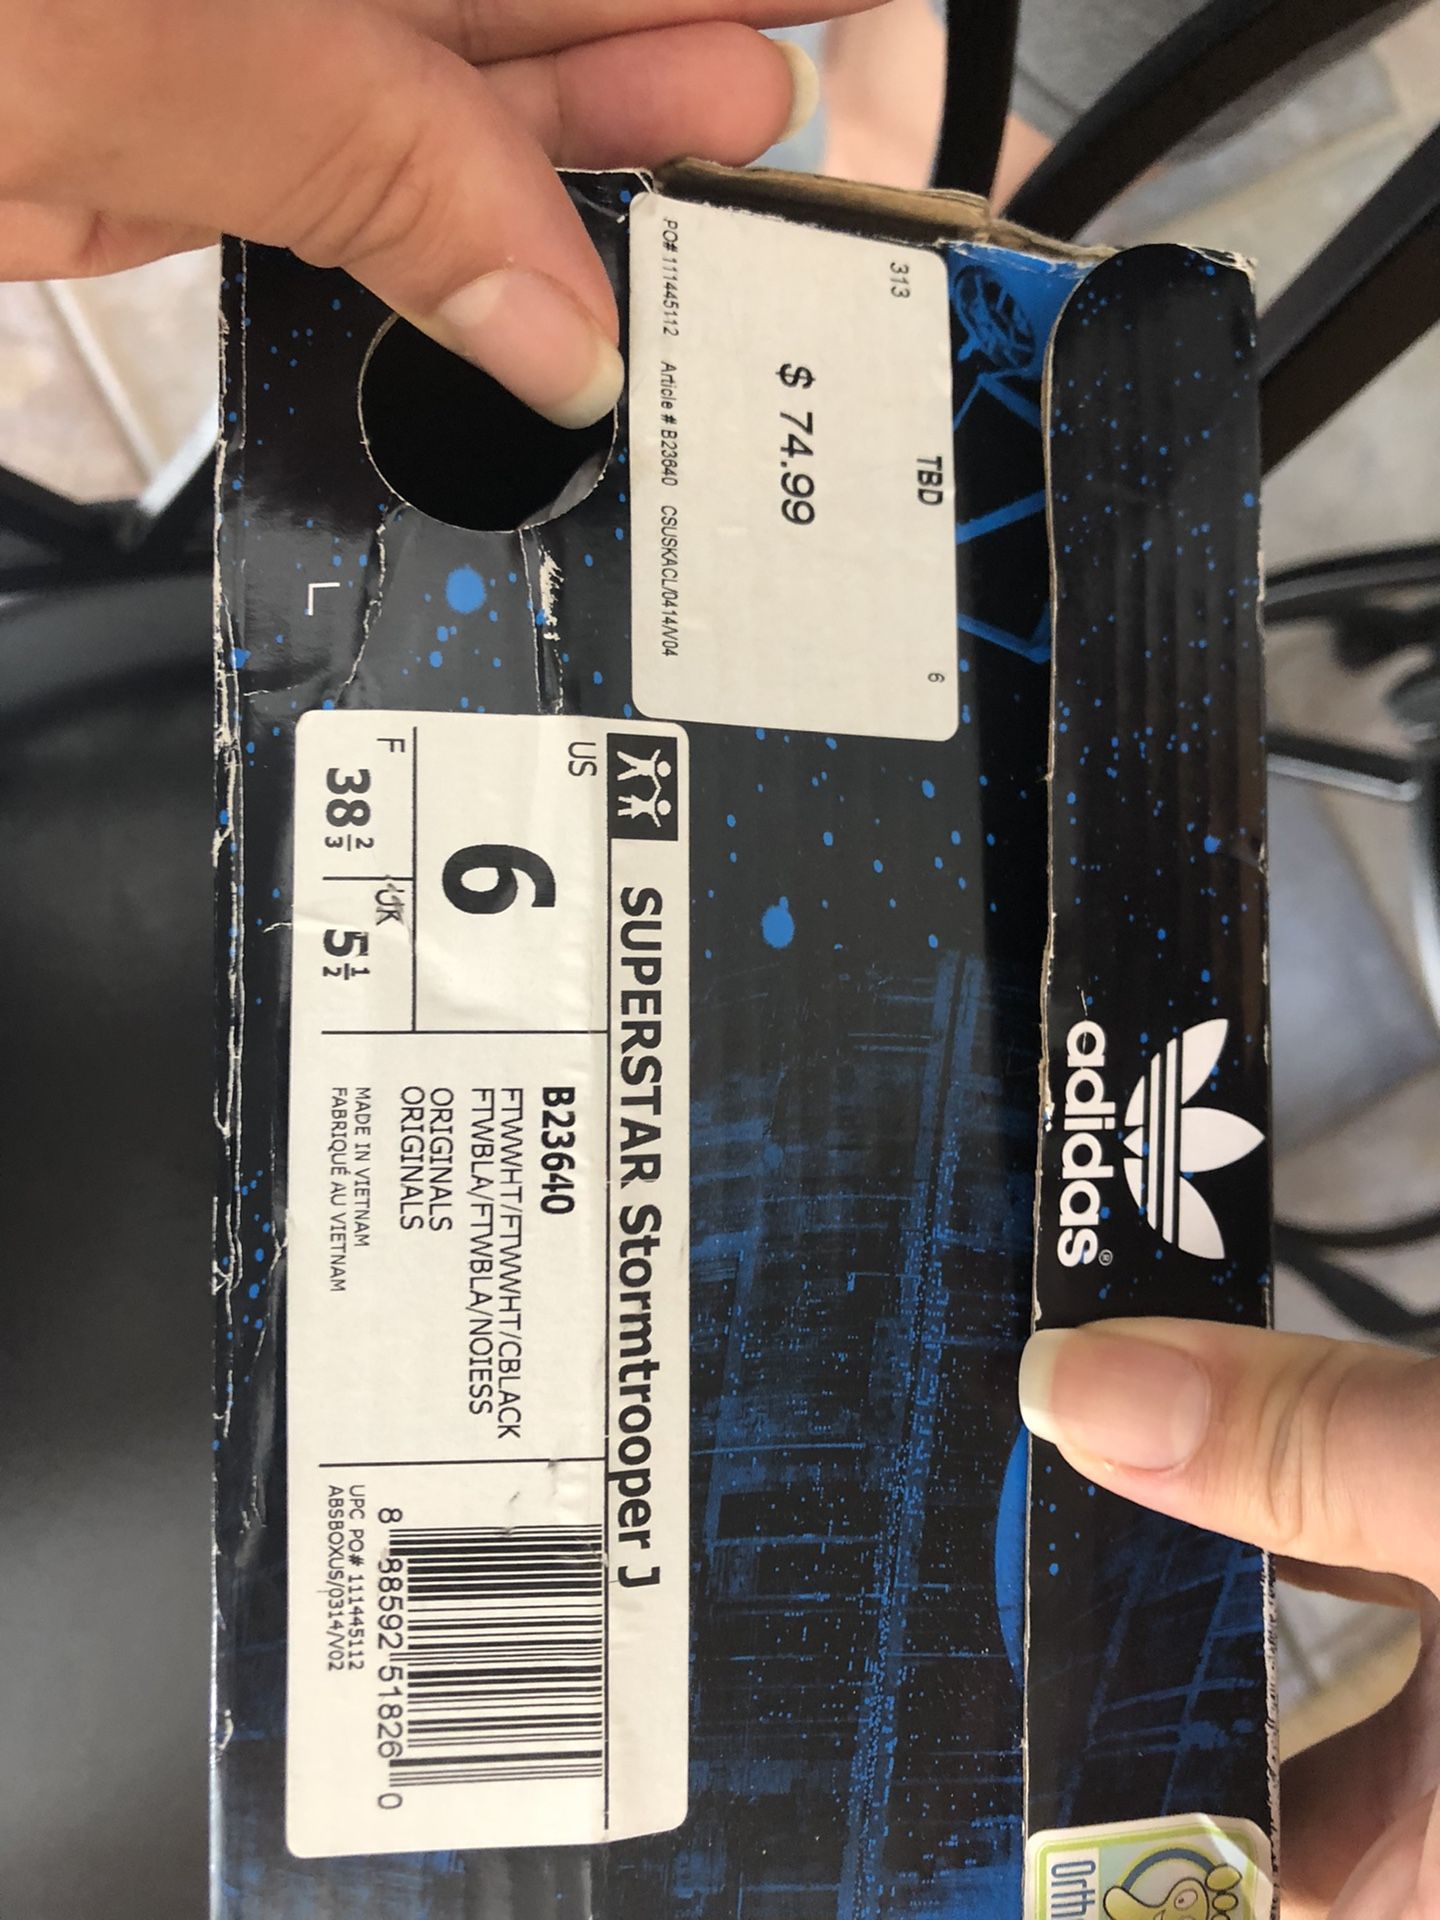 adidas®
313
TBD
6
$ 74.99
PO# 111445112 Article # B23640 CSUSKACL/0414/V04
SUPERSTAR Stormtrooper J
US
6
F 38 2/3
UK 5 1/2
B23640
FTWWHT/FTWWHT/CBLACK
FTWBLA/FTWBLA/NOIESS
ORIGINALS
ORIGINALS
MADE IN VIETNAM
FABRIQUÉ AU VIETNAM
8 88592 51826 0
UPC PO# 111445112
ABSBOXUS/0314/V02
L
Orth